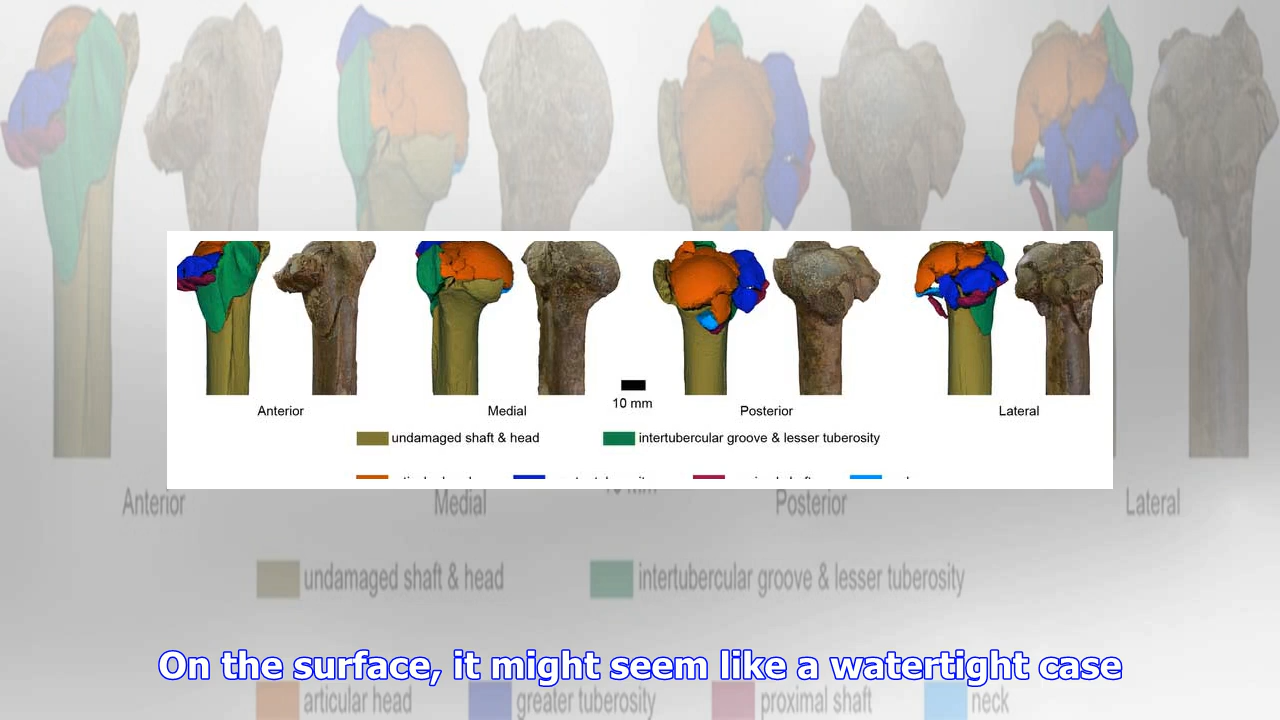 10 mm
Anterior Medial Posterior Lateral
undamaged shaft & head intertubercular groove & lesser tuberosity
Anterior Medial Posterior Lateral
undamaged shaft & head intertubercular groove & lesser tuberosity
On the surface, it might seem like a watertight case
articular head greater tuberosity proximal shaft neck